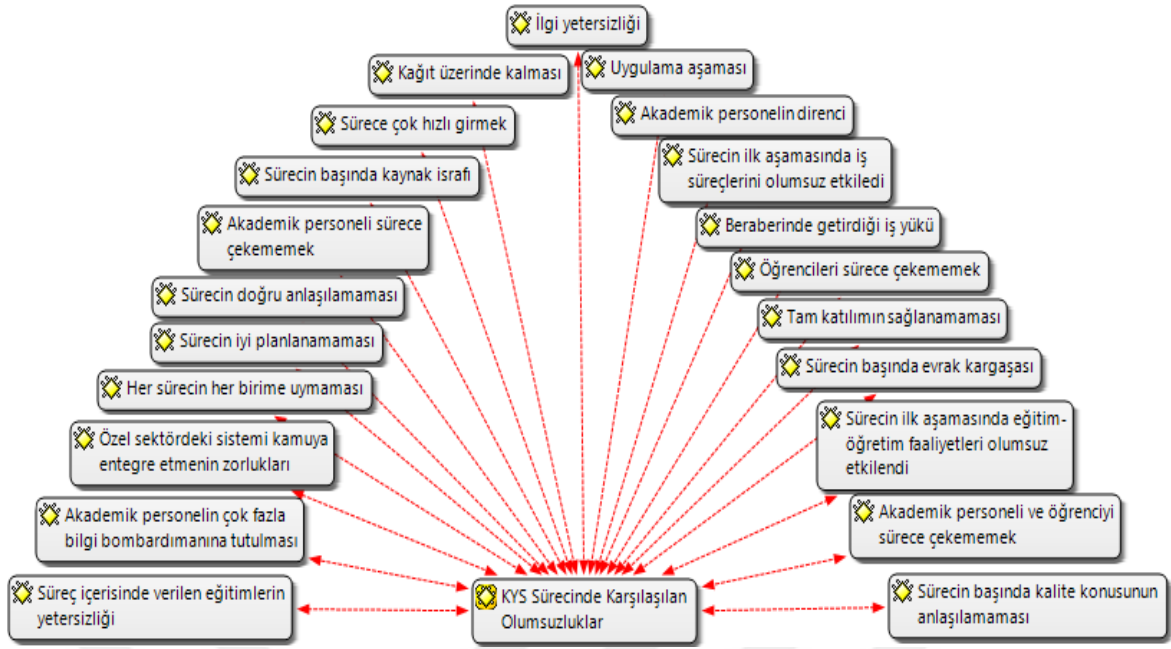 İlgi yetersizliği
Kağıt üzerinde kalması
Uygulama aşaması
Sürece çok hızlı girmek
Akademik personelin direnci
Sürecin başında kaynak israfı
Sürecin ilk aşamasında iş
süreçlerini olumsuz etkiledi
Akademik personeli sürece
çekememek
Beraberinde getirdiği iş yükü
Öğrencileri sürece çekememek
Sürecin doğru anlaşılamaması
Tam katılımın sağlanamaması
Sürecin iyi planlanamaması
Sürecin başında evrak kargaşası
Her sürecin her birime uymaması
Sürecin ilk aşamasında eğitim-
öğretim faaliyetleri olumsuz
etkilendi
Özel sektördeki sistemi kamuya
entegre etmenin zorlukları
Akademik personelin çok fazla
bilgi bombardımanına tutulması
Akademik personeli ve öğrenciyi
sürece çekememek
Süreç içerisinde verilen eğitimlerin
yetersizliği
KYS Sürecinde Karşılaşılan
Olumsuzluklar
Sürecin başında kalite konusunun
anlaşılamaması